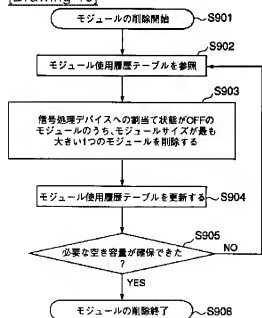 [Drawing 10]
モジュールの削除開始
S901
S902
モジュール使用履歴テーブルを参照
S903
信号処理デバイスへの割当て状態がOFFの
モジュールのうち、モジュールサイズが最も
大きい1つのモジュールを削除する
モジュール使用履歴テーブルを更新する
S904
S905
必要な空き容量が確保できた
?
NO
YES
モジュールの削除終了
S906